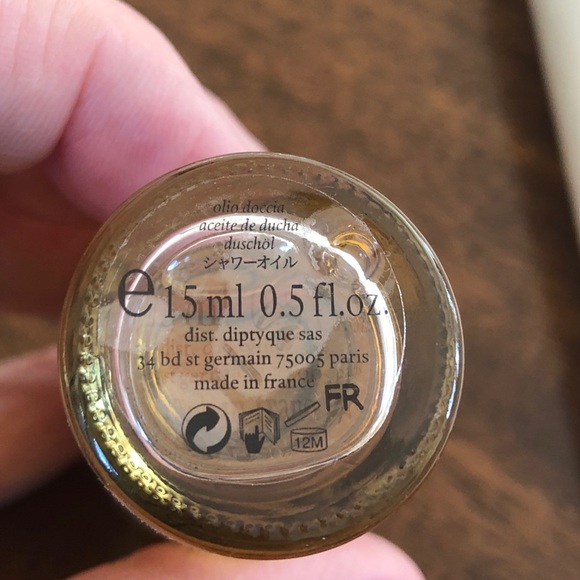 olio doccia
aceite de ducha
duschöl
シャワーオイル
e 15 ml 0.5 fl.oz.
dist. diptyque sas
34 bd st germain 75005 paris
made in france
FR
12M